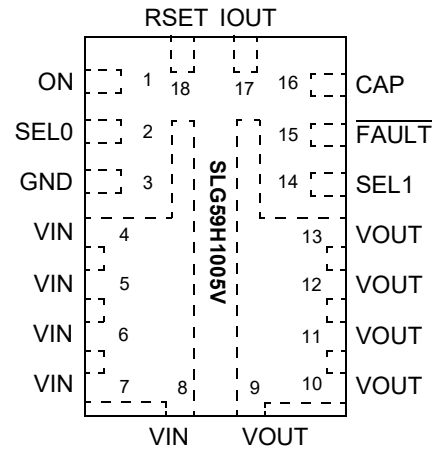 RSET IOUT
ON 1 18 17 16 CAP
SEL0 2 15 FAULT
GND 3 14 SEL1
SLG59H1005V
VIN 4 13 VOUT
VIN 5 12 VOUT
VIN 6 11 VOUT
VIN 7 8 9 10 VOUT
VIN VOUT